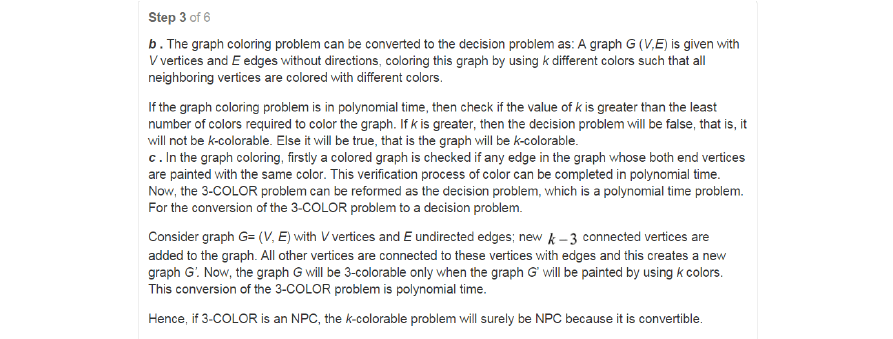 Step 3 of 6
b . The graph coloring problem can be converted to the decision problem as: A graph G (V,E) is given with
V vertices and E edges without directions, coloring this graph by using k different colors such that all
neighboring vertices are colored with different colors.
If the graph coloring problem is in polynomial time, then check if the value of k is greater than the least
number of colors required to color the graph. If k is greater, then the decision problem will be false, that is, it
will not be k-colorable. Else it will be true, that is the graph will be k-colorable.
c . In the graph coloring, firstly a colored graph is checked if any edge in the graph whose both end vertices
are painted with the same color. This verification process of color can be completed in polynomial time.
Now, the 3-COLOR problem can be reformed as the decision problem, which is a polynomial time problem.
For the conversion of the 3-COLOR problem to a decision problem.
Consider graph G= (V, E) with V vertices and E undirected edges; new k – 3 connected vertices are
added to the graph. All other vertices are connected to these vertices with edges and this creates a new
graph G'. Now, the graph G will be 3-colorable only when the graph G' will be painted by using k colors.
This conversion of the 3-COLOR problem is polynomial time.
Hence, if 3-COLOR is an NPC, the k-colorable problem will surely be NPC because it is convertible.